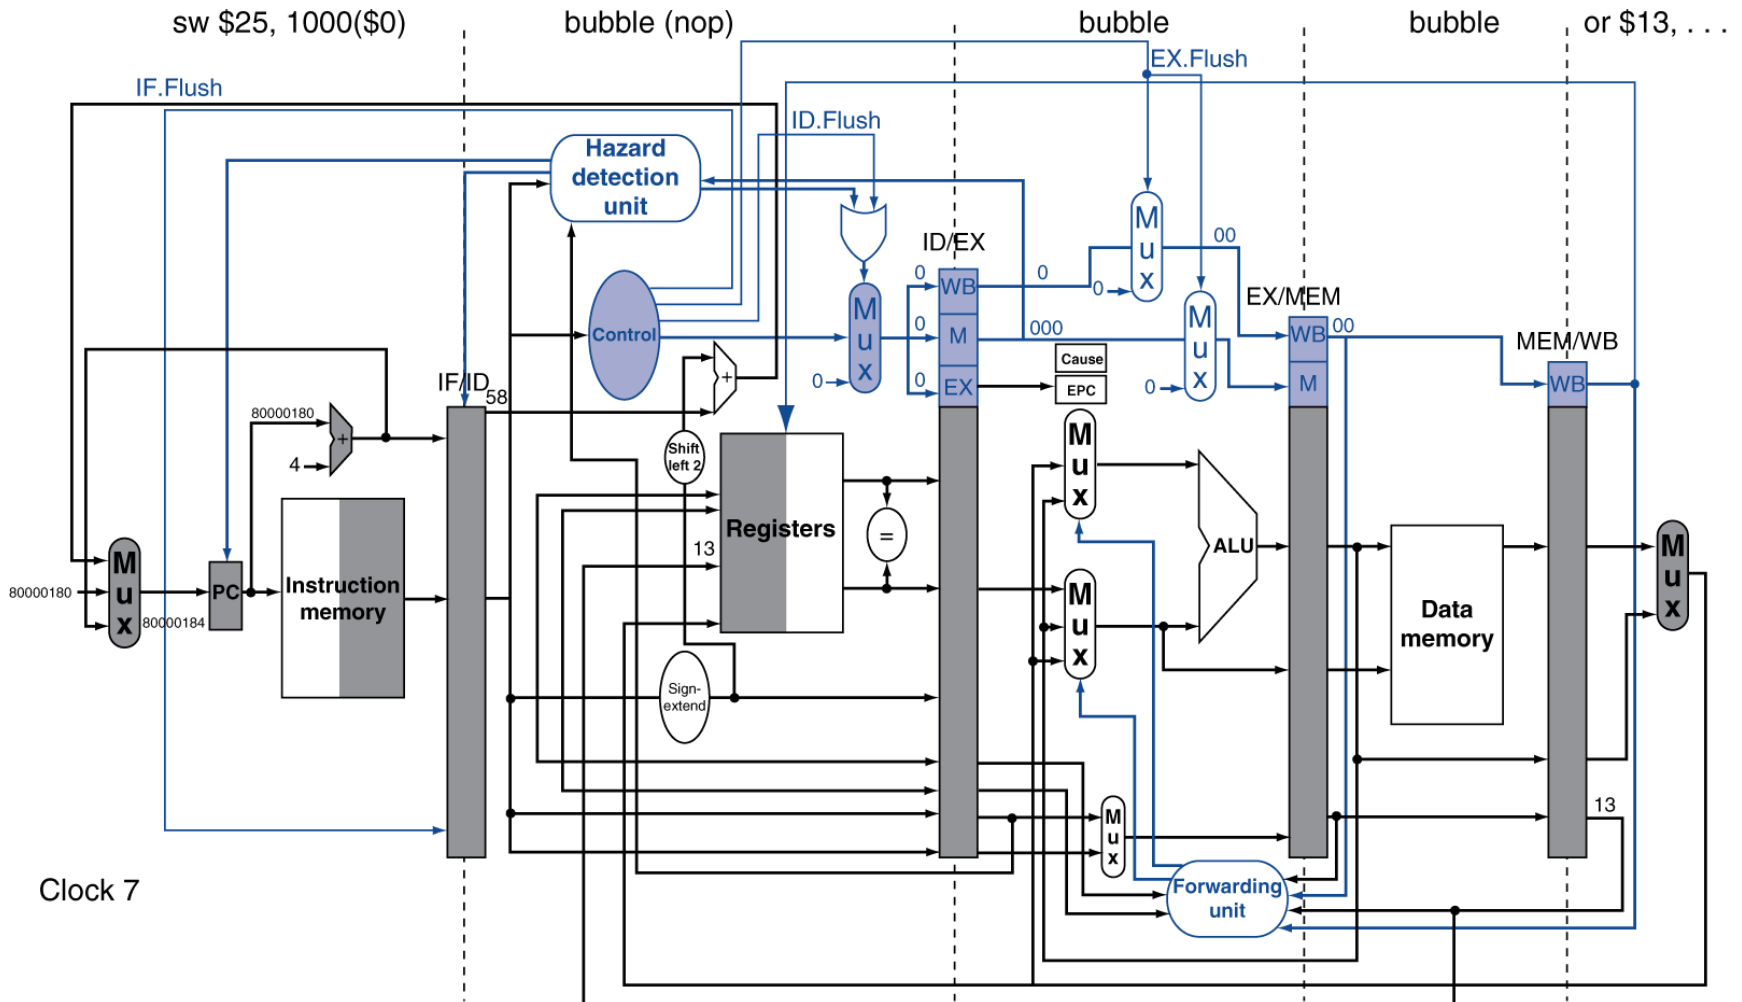 sw $25, 1000($0)
bubble (nop)
bubble
bubble
or $13, . . .
IF.Flush
EX.Flush
ID.Flush
Hazard
detection
unit
Control
M
u
x
0
0
0
0
ID/EX
WB
M
EX
0
000
M
u
x
0
00
M
u
x
0
EX/MEM
WB
M
00
MEM/WB
WB
Cause
EPC
IF/ID
58
+
80000180
4
+
Shift
left 2
M
u
x
80000180
80000184
PC
Instruction
memory
Registers
13
=
Sign-
extend
M
u
x
M
u
x
ALU
Data
memory
M
u
x
M
u
x
13
Forwarding
unit
Clock 7